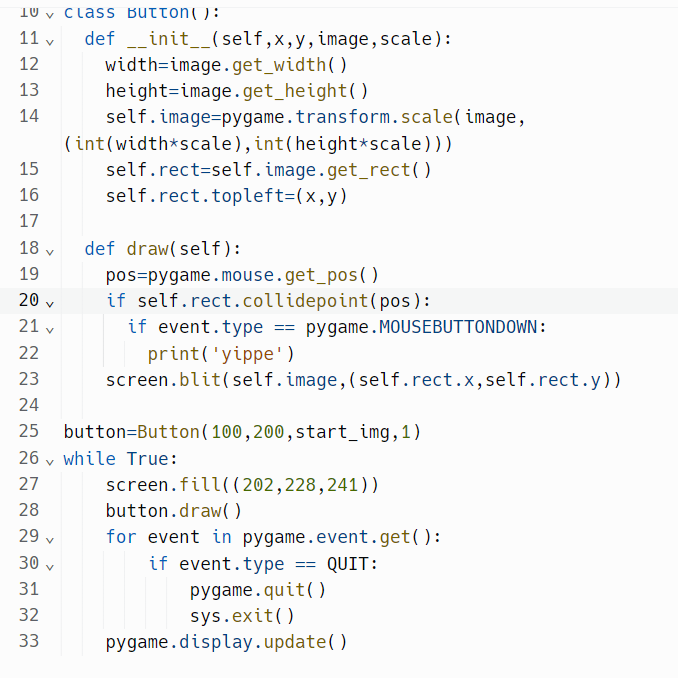 10 class Button():
11 def __init__(self,x,y,image,scale):
12 width=image.get_width()
13 height=image.get_height()
14 self.image=pygame.transform.scale(image,
(int(width*scale),int(height*scale)))
15 self.rect=self.image.get_rect()
16 self.rect.topleft=(x,y)
17
18 def draw(self):
19 pos=pygame.mouse.get_pos()
20 if self.rect.collidepoint(pos):
21 if event.type == pygame.MOUSEBUTTONDOWN:
22 print('yippe')
23 screen.blit(self.image,(self.rect.x,self.rect.y))
24
25 button=Button(100,200,start_img,1)
26 while True:
27 screen.fill((202,228,241))
28 button.draw()
29 for event in pygame.event.get():
30 if event.type == QUIT:
31 pygame.quit()
32 sys.exit()
33 pygame.display.update()